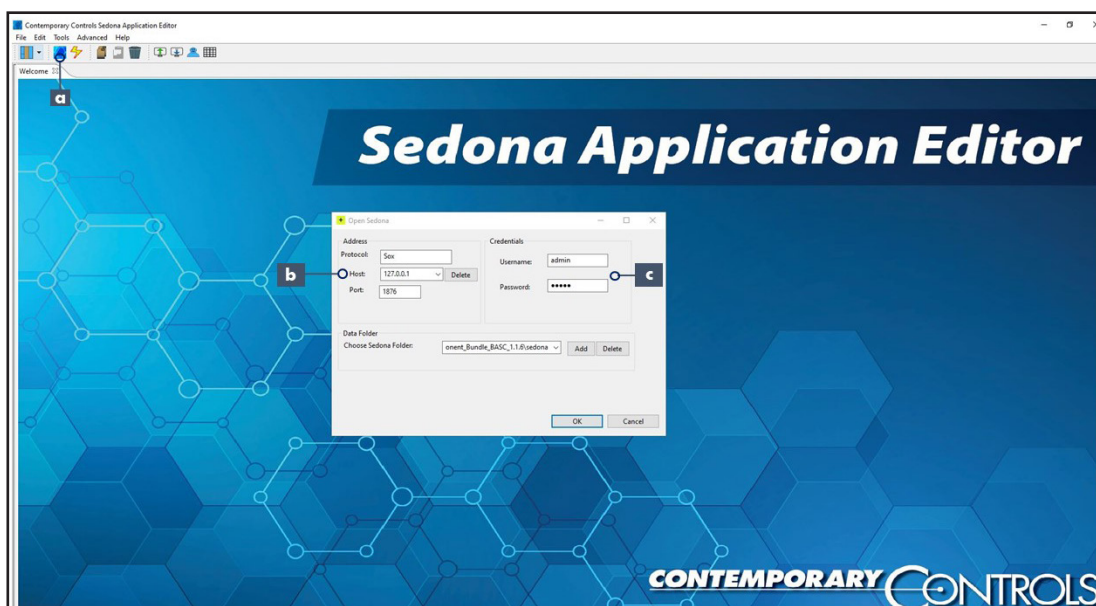 Contemporary Controls Sedona Application Editor
File Edit Tools Advanced Help
Welcome
a
Sedona Application Editor
Open Sedona
Address
Credentials
Protocol: Sox
Username: admin
b
Host: 127.0.0.1 Delete
c
Port: 1876
Password: •••••
Data Folder
Choose Sedona Folder: onent_Bundle_BASC_1.1.6\sedona Add Delete
OK Cancel
CONTEMPORARY CONTROLS